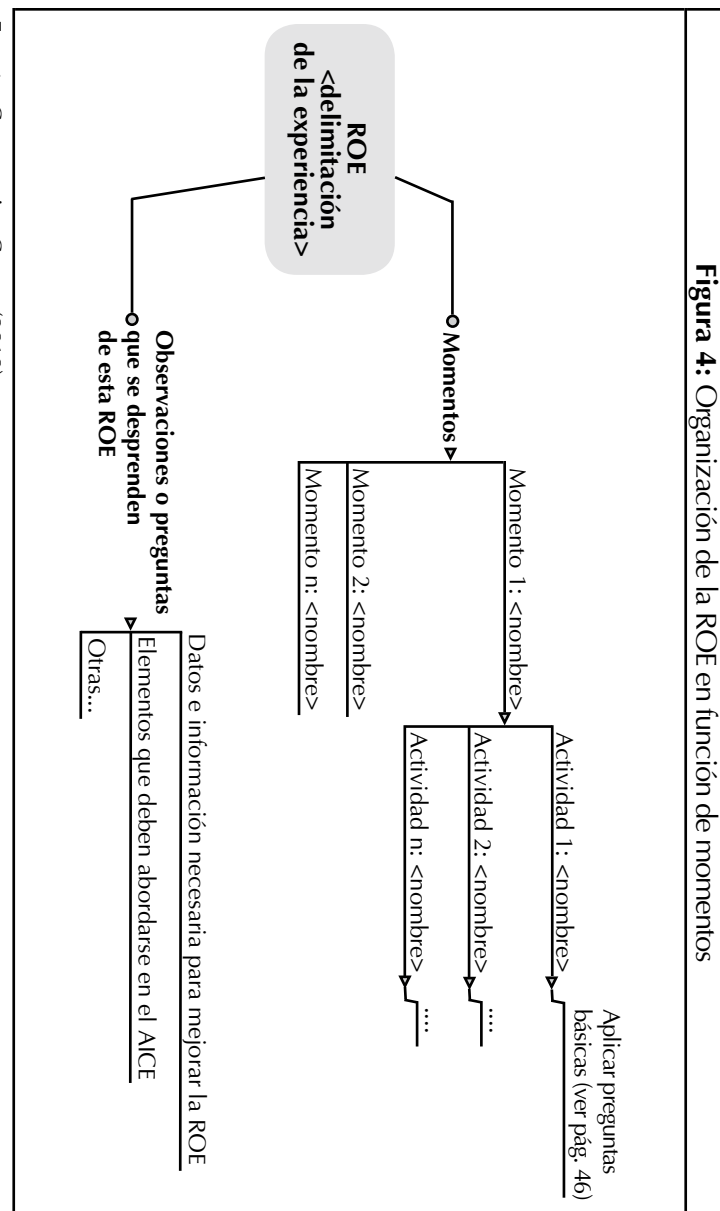 Figura 4: Organización de la ROE en función de momentos
ROE
<delimitación
de la experiencia>
Momentos
Momento 1: <nombre>
Actividad 1: <nombre>
Aplicar preguntas
básicas (ver pág. 46)
Actividad 2: <nombre>
....
Actividad n: <nombre>
....
Momento 2: <nombre>
Momento n: <nombre>
Observaciones o preguntas
que se desprenden
de esta ROE
Datos e información necesaria para mejorar la ROE
Elementos que deben abordarse en el AICE
Otras...